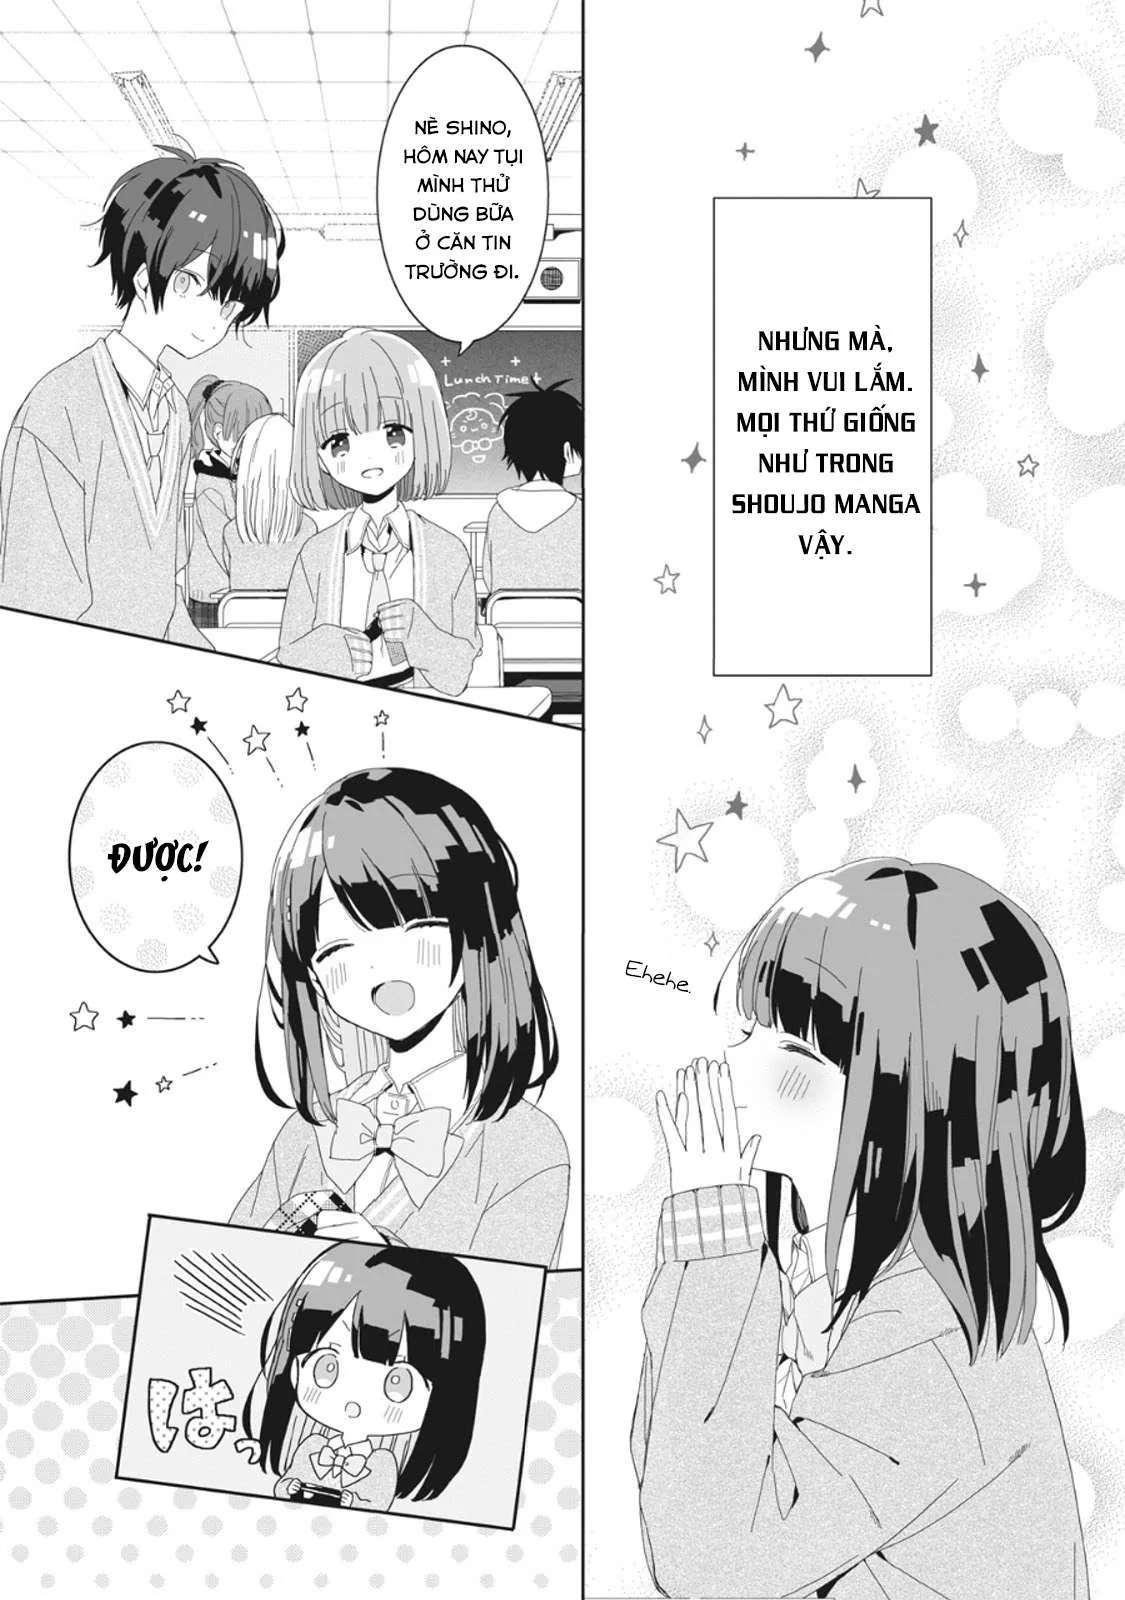 NHƯNG MÀ,
MÌNH VUI LẮM.
MỌI THỨ GIỐNG
NHƯ TRONG
SHOUJO MANGA
VẬY.
Ehehe.
NÈ SHINO,
HÔM NAY TỤI
MÌNH THỬ
DÙNG BỮA
Ở CĂN TIN
TRƯỜNG ĐI.
Lunch Time
ĐƯỢC!
はっ